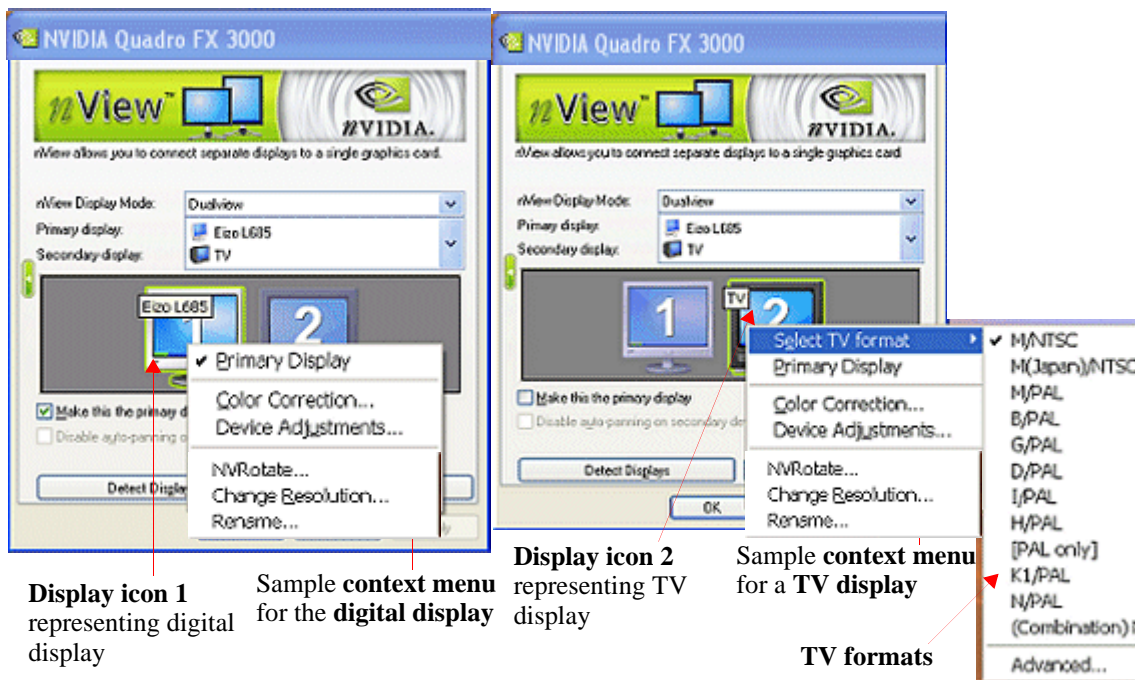 NVIDIA Quadro FX 3000
nView™
NVIDIA.
nView allows you to connect separate displays to a single graphics card.
nView Display Mode:
Dualview
Primary display:
Eizo L685
Secondary display:
TV
Eizo L685
1
2
✔ Primary Display
Color Correction...
Device Adjustments...
NVRotate...
Change Resolution...
Rename...
Make this the primary d
Disable auto-panning o
Detect Displa
Display icon 1
representing digital
display
Sample context menu
for the digital display
NVIDIA Quadro FX 3000
nView™
NVIDIA.
nView allows you to connect separate displays to a single graphics card
nView Display Mode:
Dualview
Primary display:
Eizo L685
Secondary display:
TV
TV
1
2
Select TV format
Primary Display
Color Correction...
Device Adjustments...
NVRotate...
Change Resolution...
Rename...
Make this the primary display
Disable auto-panning on secondary de
Detect Displays
OK
✔ M/NTSC
M(Japan)/NTSC
M/PAL
B/PAL
G/PAL
D/PAL
I/PAL
H/PAL
[PAL only]
K1/PAL
N/PAL
(Combination)
Advanced...
Display icon 2
representing TV
display
Sample context menu
for a TV display
TV formats